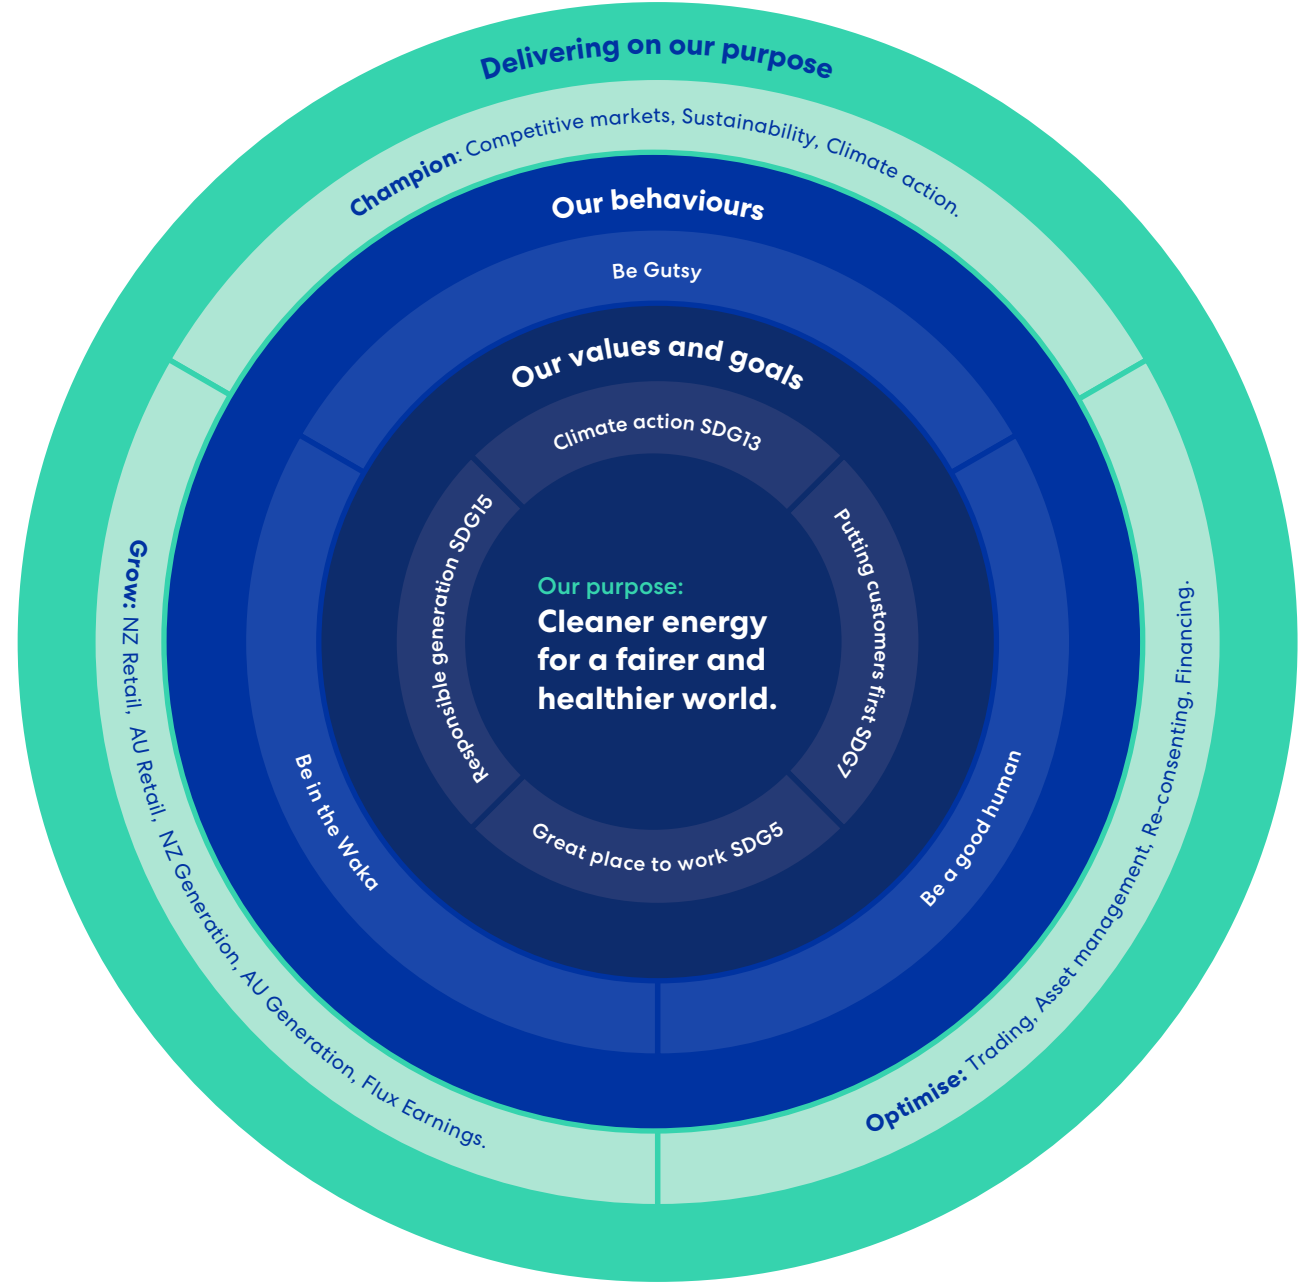 Delivering on our purpose
Champion: Competitive markets, Sustainability, Climate action.
Our behaviours
Be Gutsy
Our values and goals
Climate action SDG13
Responsible generation SDG15
Putting customers first SDG7
Our purpose:
Cleaner energy
for a fairer and
healthier world.
Great place to work SDG5
Be in the Waka
Be a good human
Grow: NZ Retail, AU Retail, NZ Generation, AU Generation, Flux Earnings.
Optimise: Trading, Asset management, Re-consenting, Financing.